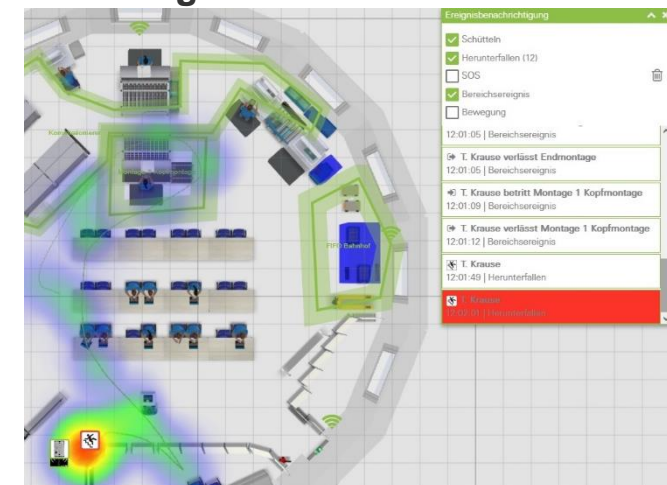 Ereignisbenachrichtigung
Schütteln
Herunterfallen (12)
SOS
Bereichsereignis
Bewegung
12:01:05 | Bereichsereignis
T. Krause verlässt Endmontage
12:01:05 | Bereichsereignis
T. Krause betritt Montage 1 Kopfmontage
12:01:09 | Bereichsereignis
T. Krause verlässt Montage 1 Kopfmontage
12:01:12 | Bereichsereignis
T. Krause
12:01:49 | Herunterfallen
T. Krause
12:02:01 | Herunterfallen
FIFO Bahnhof